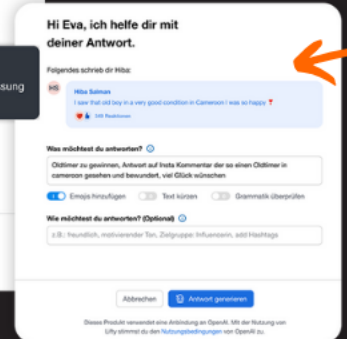 Hi Eva, ich helfe dir mit
deiner Antwort.
ssung
Folgendes schrieb dir Hiba:
HS
Hiba Salman
I saw that old boy in a very good condition in Cameroon i was so happy
Reaktionen
Was möchtest du antworten?
Oldtimer zu gewinnen, Antwort auf Insta Kommentar der so einen Oldtimer in
cameroon gesehen und bewundert, viel Glück wünschen
Emojis hinzufügen Text kürzen Grammatik überprüfen
Wie möchtest du antworten? (Optional)
z.B.: freundlich, motivierender Ton, Zielgruppe: Influencerin, add Hashtags
Abbrechen Antwort generieren
Dieses Produkt verwendet eine Anbindung an OpenAI. Mit der Nutzung von
stimmst du den Nutzungsbedingungen von OpenAI zu.